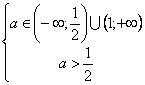 a ∈ (-∞; 1/2) ∪ (1; +∞)
a > 1/2